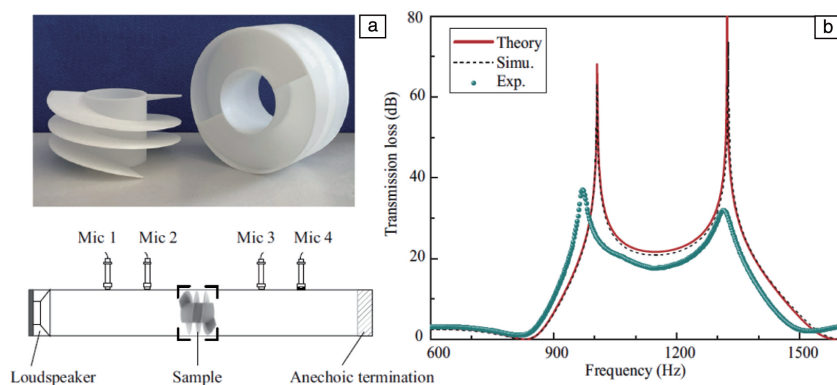 a
Mic 1 Mic 2 Mic 3 Mic 4
Loudspeaker Sample Anechoic termination
b
80
60
40
20
0
Transmission loss (dB)
Theory
Simu.
Exp.
600 900 1200 1500
Frequency (Hz)